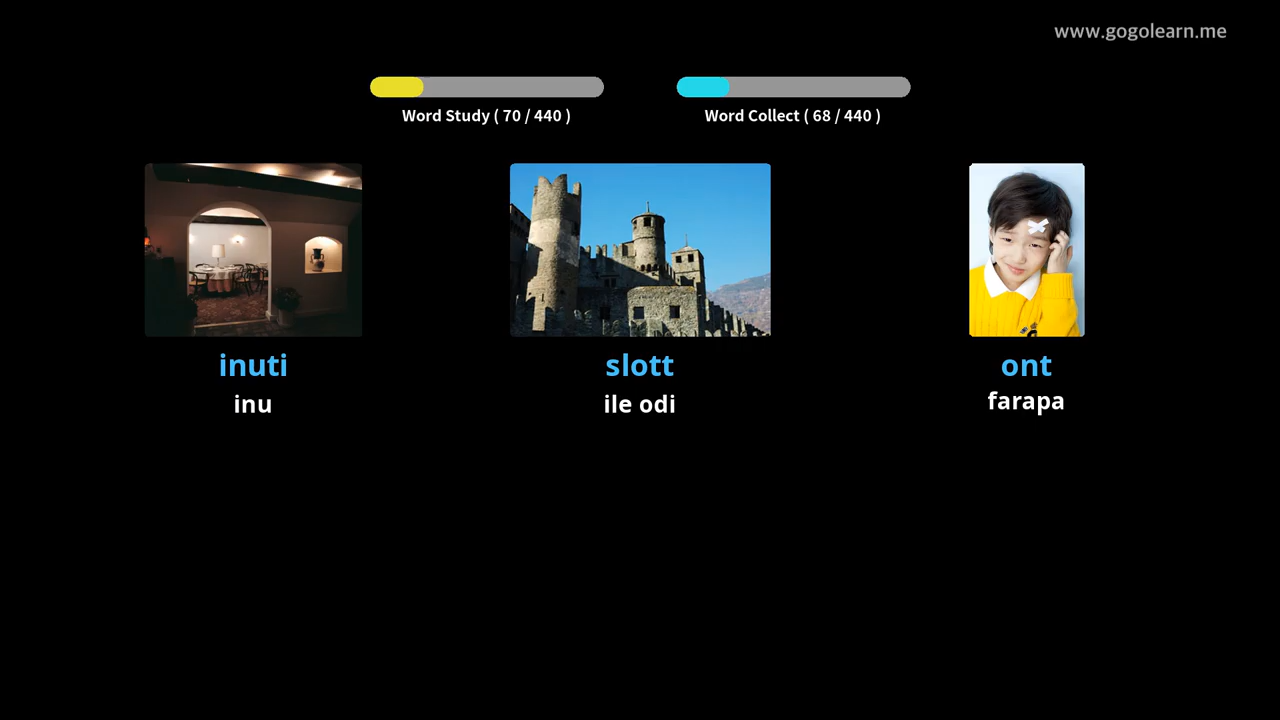 www.gogolearn.me
Word Study ( 70 / 440 )
Word Collect ( 68 / 440 )
inuti
inu
slott
ile odi
ont
farapa